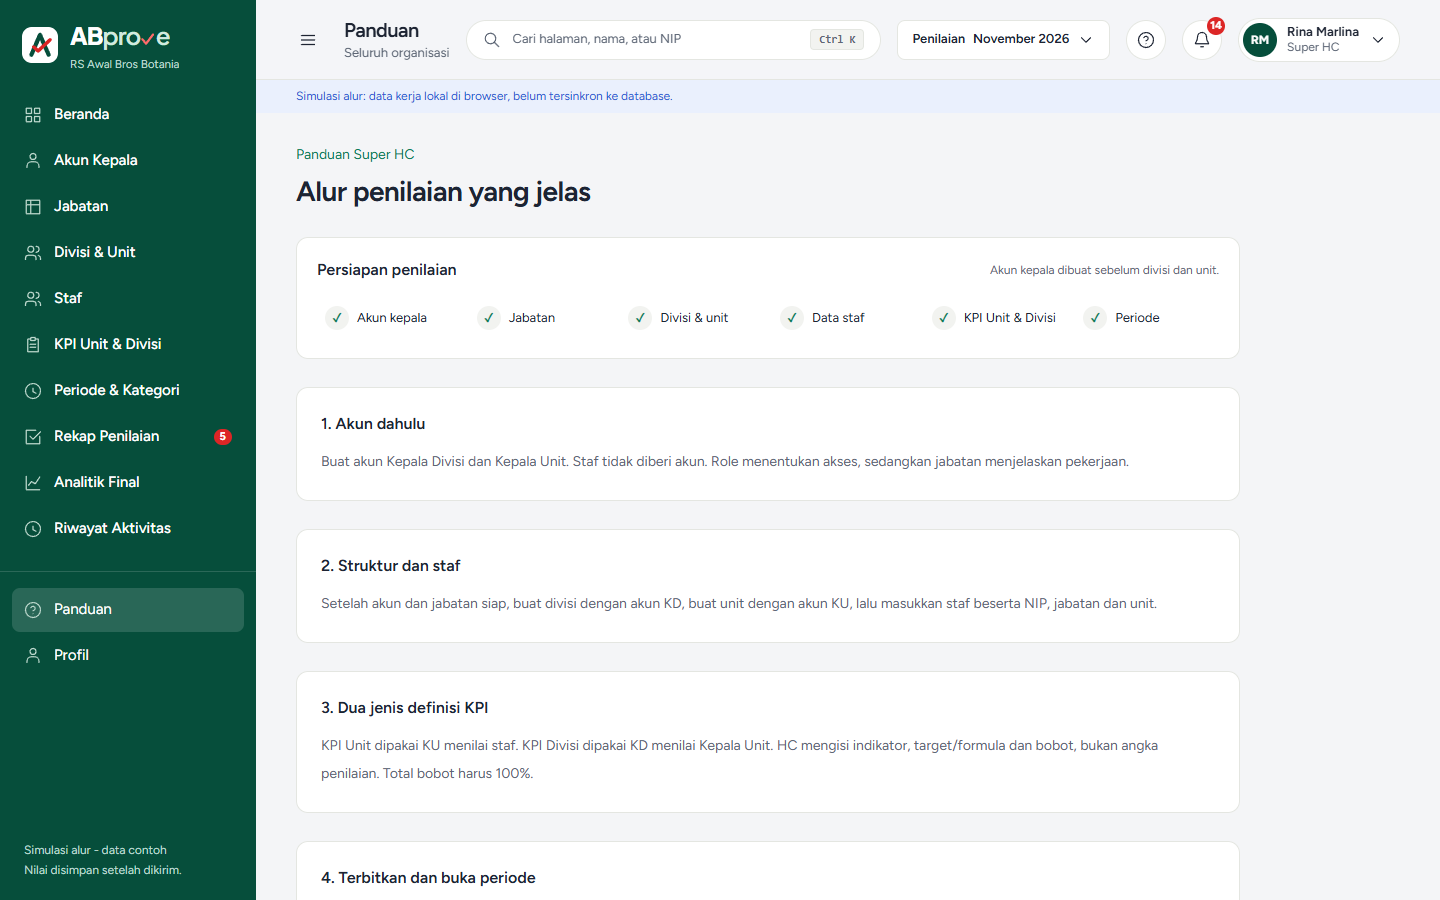 ABprove
RS Awal Bros Botania
Beranda
Akun Kepala
Jabatan
Divisi & Unit
Staf
KPI Unit & Divisi
Periode & Kategori
Rekap Penilaian 5
Analitik Final
Riwayat Aktivitas
Panduan
Profil
Simulasi alur - data contoh
Nilai disimpan setelah dikirim.
Panduan
Seluruh organisasi
Cari halaman, nama, atau NIP Ctrl K
Penilaian November 2026
14
RM
Rina Marlina
Super HC
Simulasi alur: data kerja lokal di browser, belum tersinkron ke database.
Panduan Super HC
Alur penilaian yang jelas
Persiapan penilaian
Akun kepala dibuat sebelum divisi dan unit.
✓ Akun kepala ✓ Jabatan ✓ Divisi & unit ✓ Data staf ✓ KPI Unit & Divisi ✓ Periode
1. Akun dahulu
Buat akun Kepala Divisi dan Kepala Unit. Staf tidak diberi akun. Role menentukan akses, sedangkan jabatan menjelaskan pekerjaan.
2. Struktur dan staf
Setelah akun dan jabatan siap, buat divisi dengan akun KD, buat unit dengan akun KU, lalu masukkan staf beserta NIP, jabatan dan unit.
3. Dua jenis definisi KPI
KPI Unit dipakai KU menilai staf. KPI Divisi dipakai KD menilai Kepala Unit. HC mengisi indikator, target/formula dan bobot, bukan angka
penilaian. Total bobot harus 100%.
4. Terbitkan dan buka periode